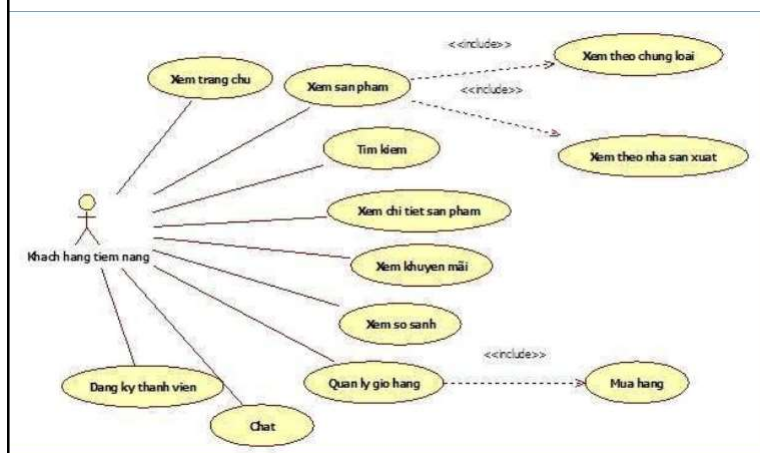 <<include>>
Xem theo chung loai
Xem trang chu
Xem san pham
<<include>>
Tim kiem
Xem theo nha san xuat
Xem chi tiet san pham
Khach hang tiem nang
Xem khuyen mãi
Xem so sanh
<<include>>
Dang ky thanh vien
Quan ly gio hang
Mua hang
Chat